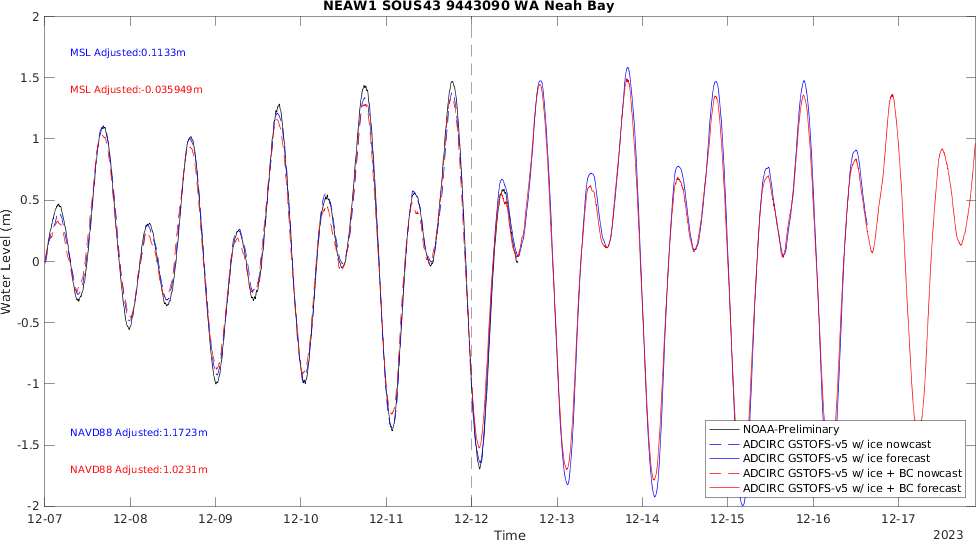 NEAW1 SOUS43 9443090 WA Neah Bay
2
1.5
1
0.5
0
-0.5
-1
-1.5
-2
Water Level (m)
MSL Adjusted:0.1133m
MSL Adjusted:-0.035949m
NAVD88 Adjusted:1.1723m
NAVD88 Adjusted:1.0231m
NOAA-Preliminary
ADCIRC GSTOFS-v5 w/ ice nowcast
ADCIRC GSTOFS-v5 w/ ice forecast
ADCIRC GSTOFS-v5 w/ ice + BC nowcast
ADCIRC GSTOFS-v5 w/ ice + BC forecast
12-07 12-08 12-09 12-10 12-11 12-12 12-13 12-14 12-15 12-16 12-17
Time
2023